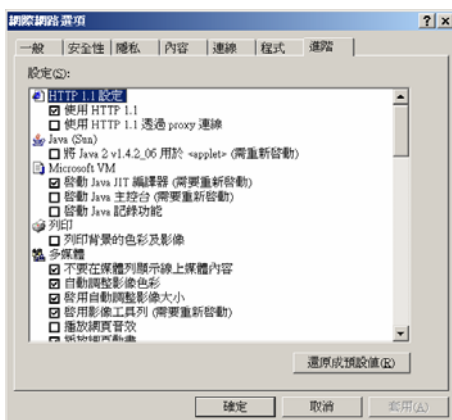 網際網路選項
一般 安全性 隱私 內容 連線 程式 進階
設定(S):
HTTP 1.1 設定
使用 HTTP 1.1
使用 HTTP 1.1 透過 proxy 連線
Java (Sun)
將 Java 2 v1.4.2_06 用於 <applet> (需重新啟動)
Microsoft VM
啟動 Java JIT 編譯器 (需要重新啟動)
啟動 Java 主控台 (需要重新啟動)
啟動 Java 記錄功能
列印
列印背景的色彩及影像
多媒體
不要在媒體列顯示線上媒體內容
自動調整影像色彩
啟用自動調整影像大小
啟用影像工具列 (需要重新啟動)
播放網頁音效
播放網頁動畫
還原成預設值(R)
確定 取消 套用(A)